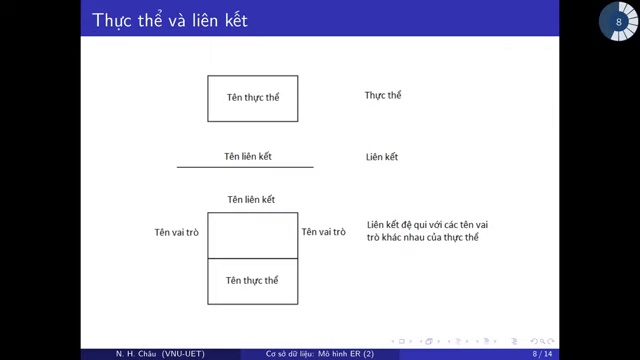 Thực thể và liên kết
8
Tên thực thể
Thực thể
Tên liên kết
Liên kết
Tên liên kết
Tên vai trò
Tên vai trò
Liên kết đệ qui với các tên vai
trò khác nhau của thực thể
Tên thực thể
N. H. Châu (VNU-UET)
Cơ sở dữ liệu: Mô hình ER (2)
8 / 14